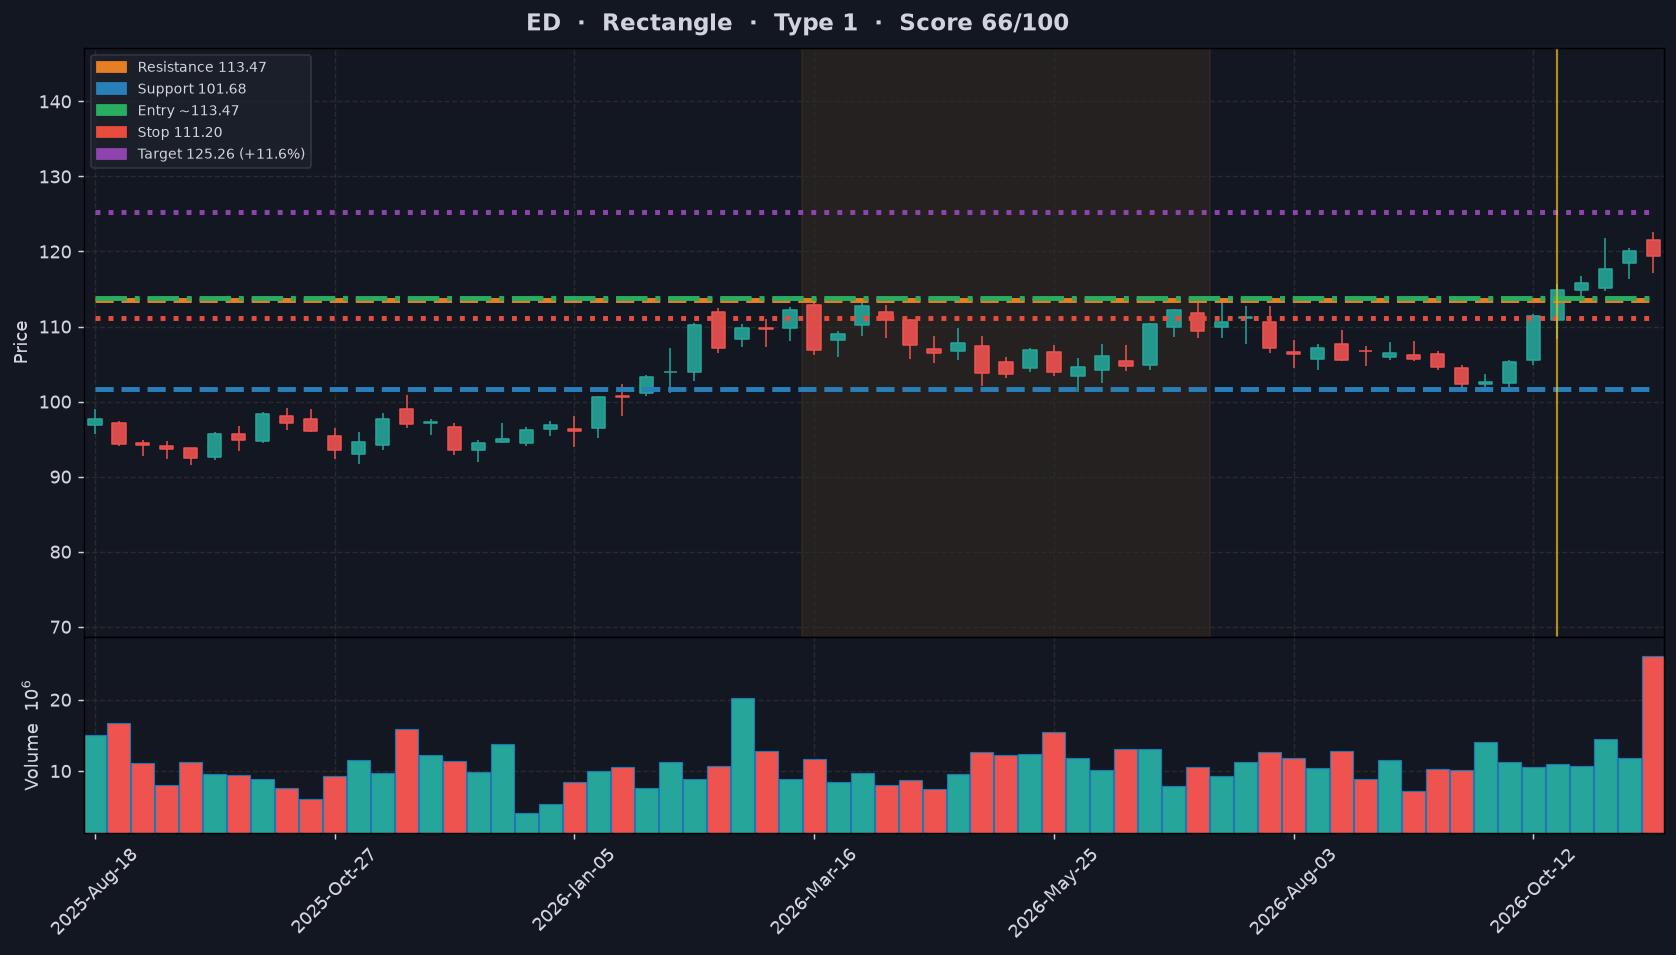 ED · Rectangle · Type 1 · Score 66/100
Resistance 113.47
Support 101.68
Entry ~113.47
Stop 111.20
Target 125.26 (+11.6%)
Price
140
130
120
110
100
90
80
70
Volume 10⁶
20
10
2025-Aug-18
2025-Oct-27
2026-Jan-05
2026-Mar-16
2026-May-25
2026-Aug-03
2026-Oct-12